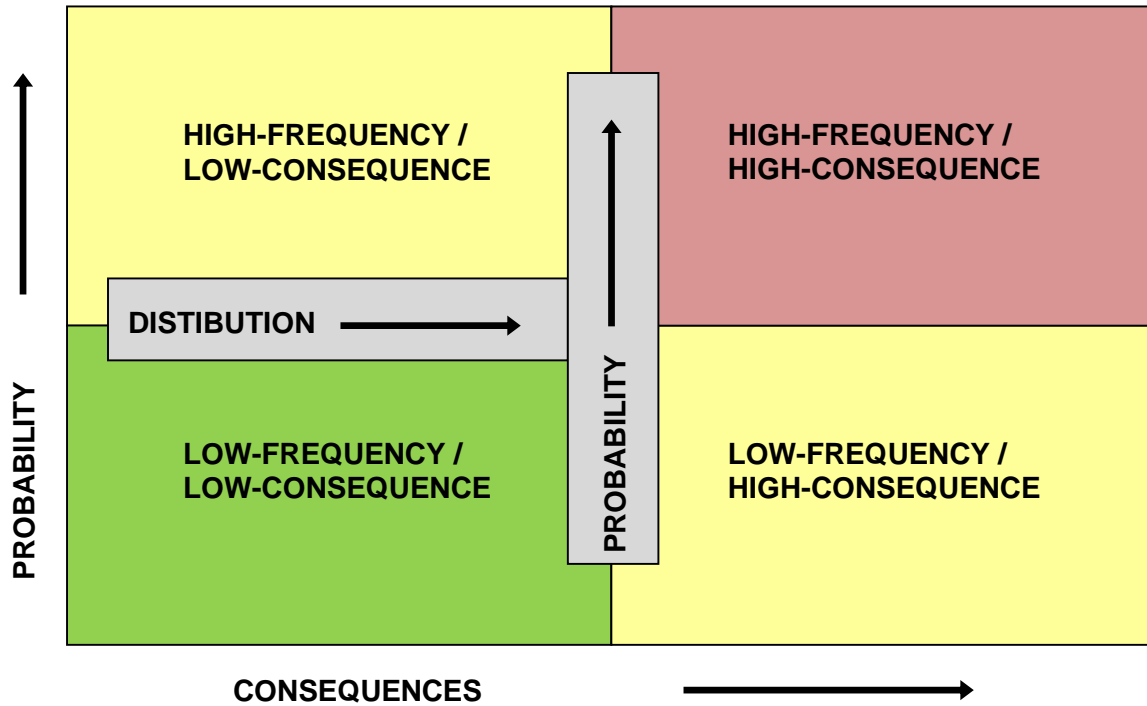 HIGH-FREQUENCY /
LOW-CONSEQUENCE
HIGH-FREQUENCY /
HIGH-CONSEQUENCE
DISTIBUTION
PROBABILITY
LOW-FREQUENCY /
LOW-CONSEQUENCE
LOW-FREQUENCY /
HIGH-CONSEQUENCE
PROBABILITY
CONSEQUENCES